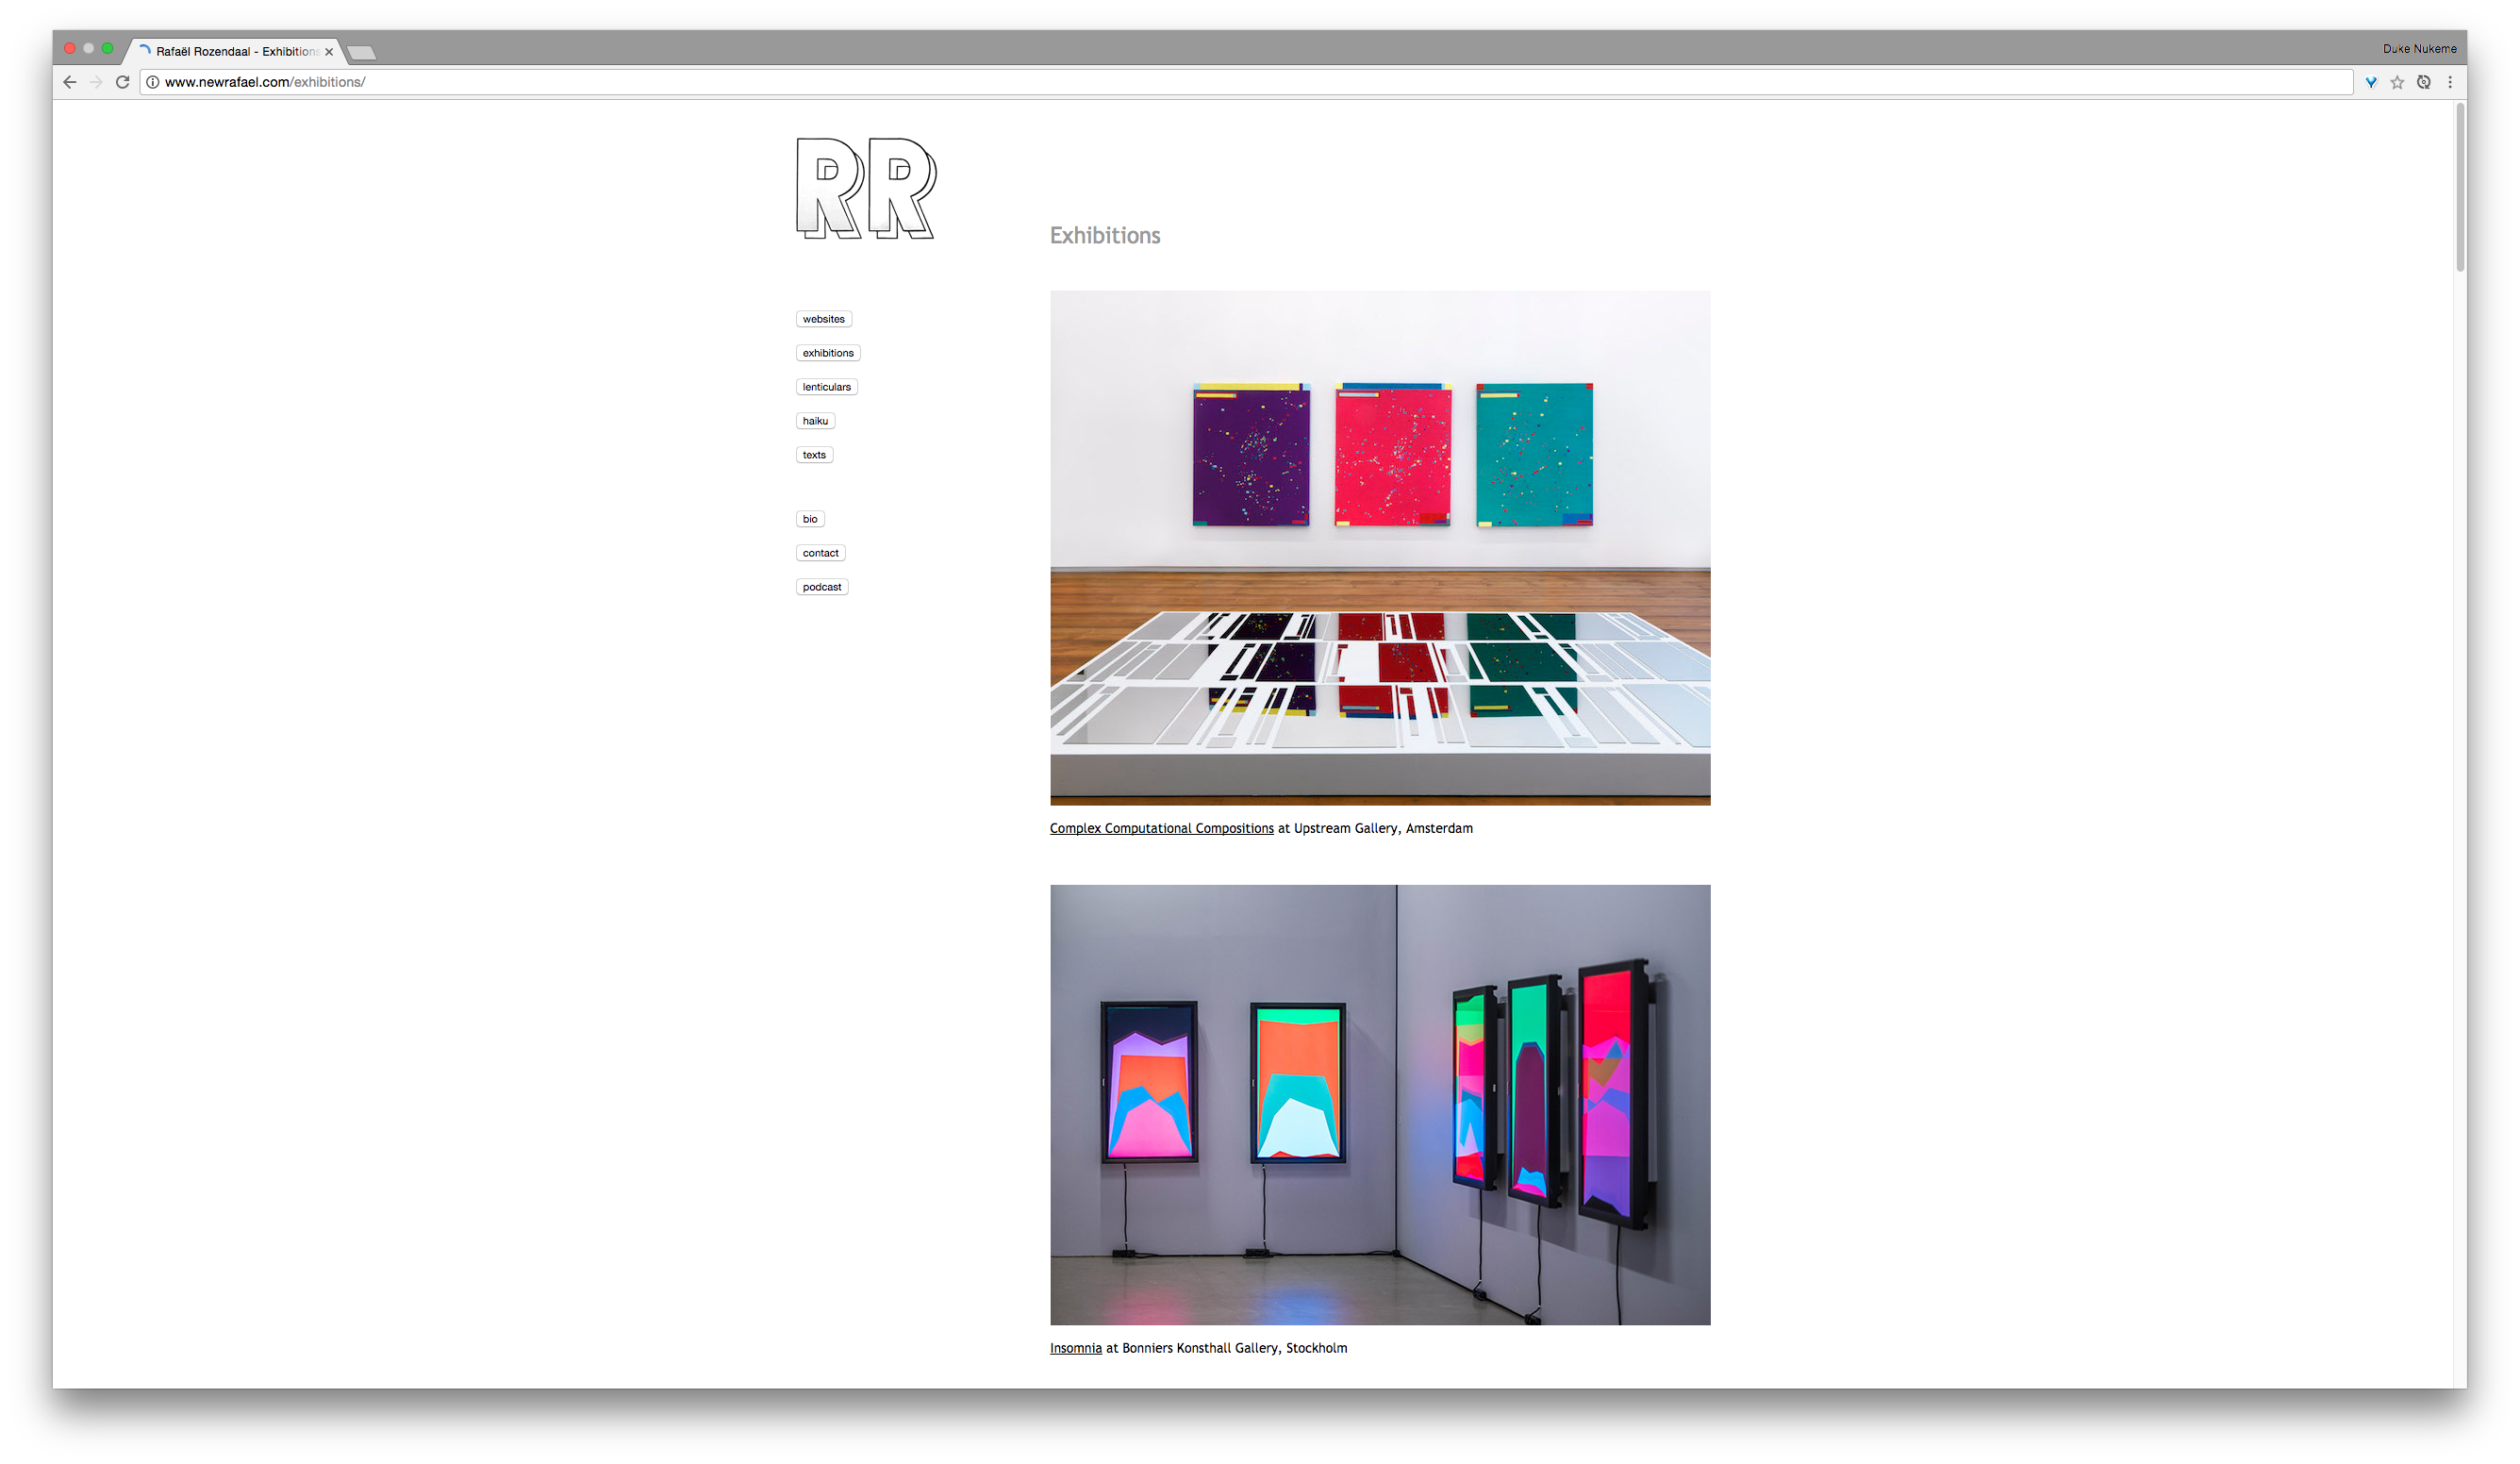 Rafaël Rozendaal - Exhibitions
Duke Nukeme
www.newrafael.com/exhibitions/
RR
Exhibitions
websites
exhibitions
lenticulars
haiku
texts
bio
contact
podcast
Complex Computational Compositions at Upstream Gallery, Amsterdam
Insomnia at Bonniers Konsthall Gallery, Stockholm